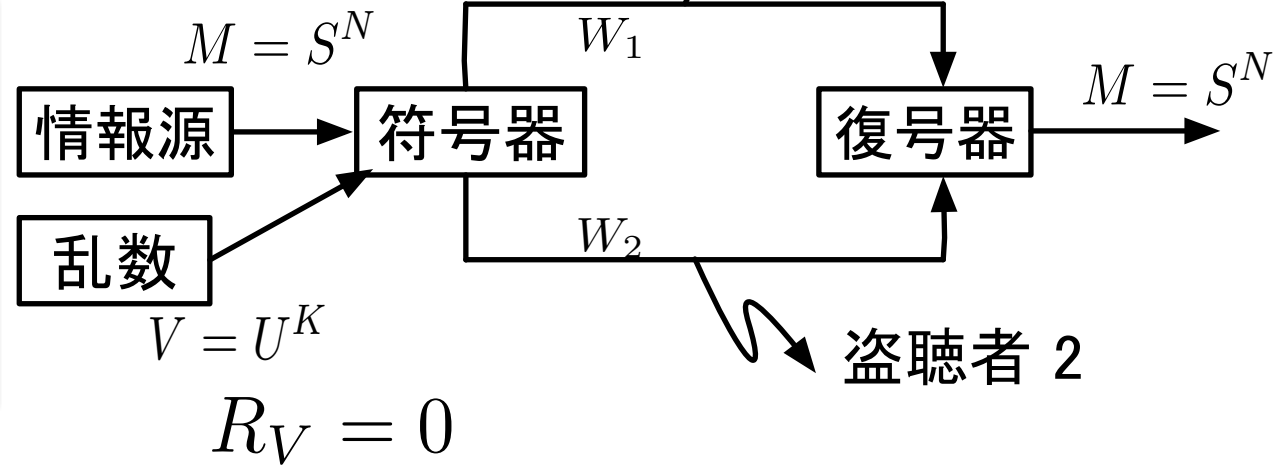 M = S^N
W_1
M = S^N
情報源
符号器
復号器
乱数
W_2
V = U^K
盗聴者 2
R_V = 0